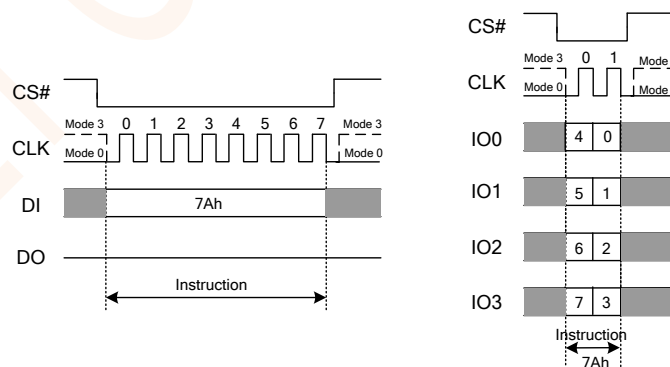 CS#
Mode 3 0 1 2 3 4 5 6 7 Mode 3
CLK
Mode 0 Mode 0
DI 7Ah
DO
Instruction
CS#
Mode 3 0 1 Mode
CLK
Mode 0 Mode
IO0 4 0
IO1 5 1
IO2 6 2
IO3 7 3
Instruction
7Ah